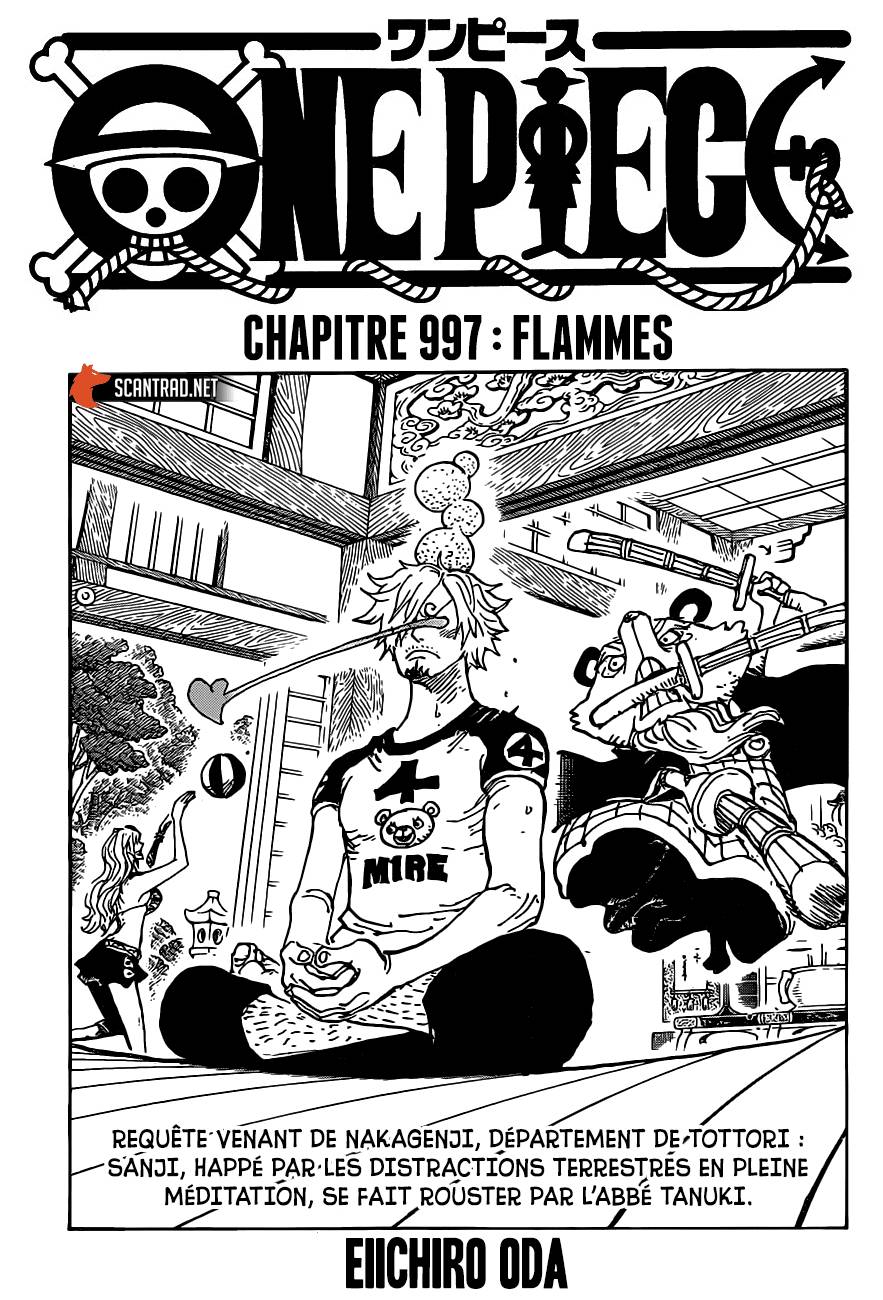 ワンピース
ONE PIECE
CHAPITRE 997 : FLAMMES
SCANTRAD.NET
4
4
MIRE
REQUÊTE VENANT DE NAKAGENJI, DÉPARTEMENT DE TOTTORI :
SANJI, HAPPÉ PAR LES DISTRACTIONS TERRESTRES EN PLEINE
MÉDITATION, SE FAIT ROUSTER PAR L'ABBÉ TANUKI.
EIICHIRO ODA